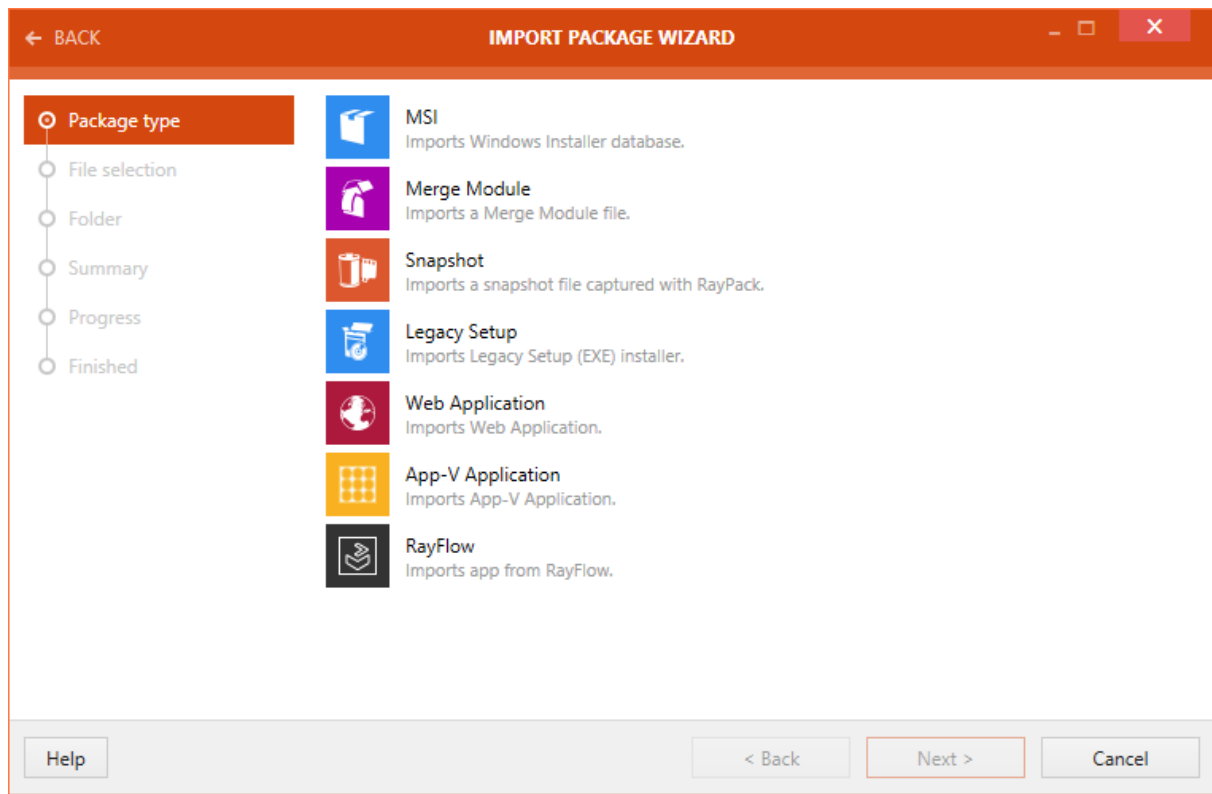 BACK
IMPORT PACKAGE WIZARD
Package type
File selection
Folder
Summary
Progress
Finished
MSI
Imports Windows Installer database.
Merge Module
Imports a Merge Module file.
Snapshot
Imports a snapshot file captured with RayPack.
Legacy Setup
Imports Legacy Setup (EXE) installer.
Web Application
Imports Web Application.
App-V Application
Imports App-V Application.
RayFlow
Imports app from RayFlow.
Help
< Back
Next >
Cancel